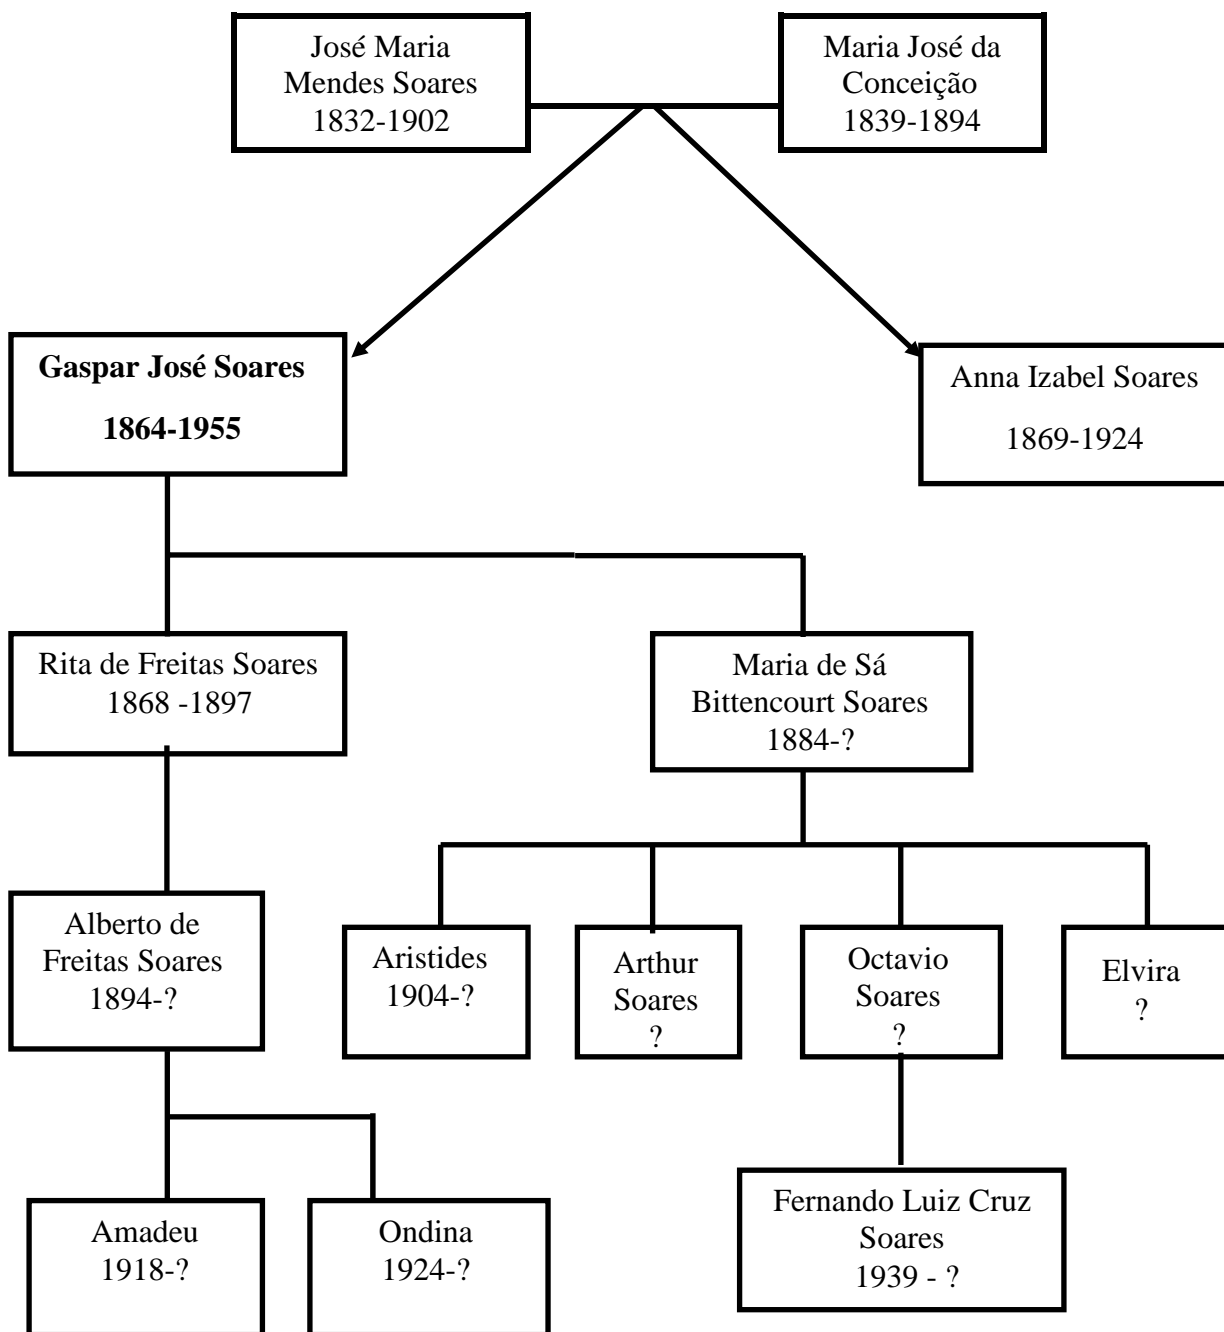 José Maria
Mendes Soares
1832-1902
Maria José da
Conceição
1839-1894
Gaspar José Soares
1864-1955
Anna Izabel Soares
1869-1924
Rita de Freitas Soares
1868 -1897
Maria de Sá
Bittencourt Soares
1884-?
Alberto de
Freitas Soares
1894-?
Aristides
1904-?
Arthur
Soares
?
Octavio
Soares
?
Elvira
?
Amadeu
1918-?
Ondina
1924-?
Fernando Luiz Cruz
Soares
1939 - ?